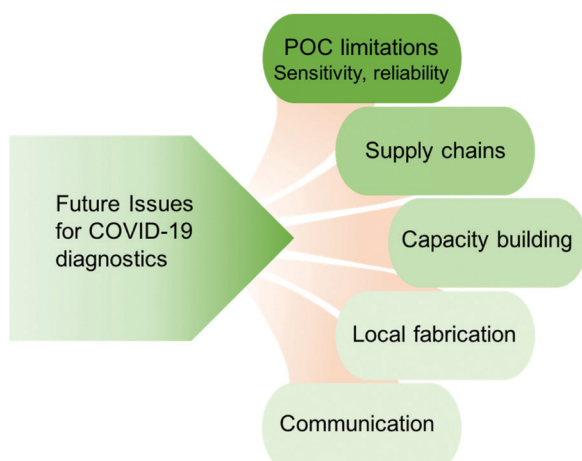 POC limitations
Sensitivity, reliability
Supply chains
Future Issues
for COVID-19
diagnostics
Capacity building
Local fabrication
Communication